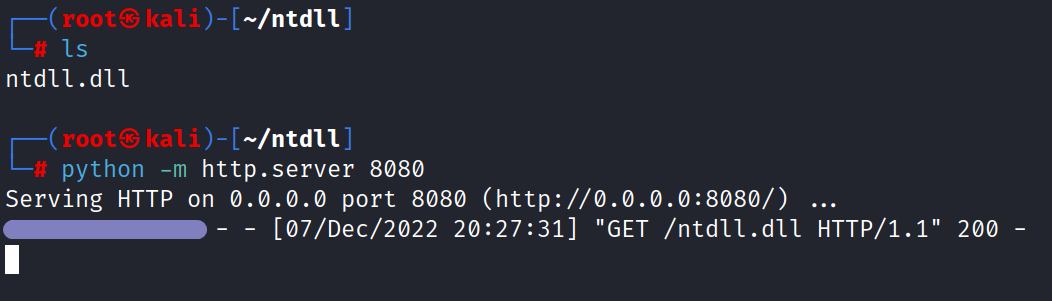 ┌──(root㉿kali)-[~/ntdll]
└─# ls
ntdll.dll
┌──(root㉿kali)-[~/ntdll]
└─# python -m http.server 8080
Serving HTTP on 0.0.0.0 port 8080 (http://0.0.0.0:8080/) ...
- - [07/Dec/2022 20:27:31] "GET /ntdll.dll HTTP/1.1" 200 -